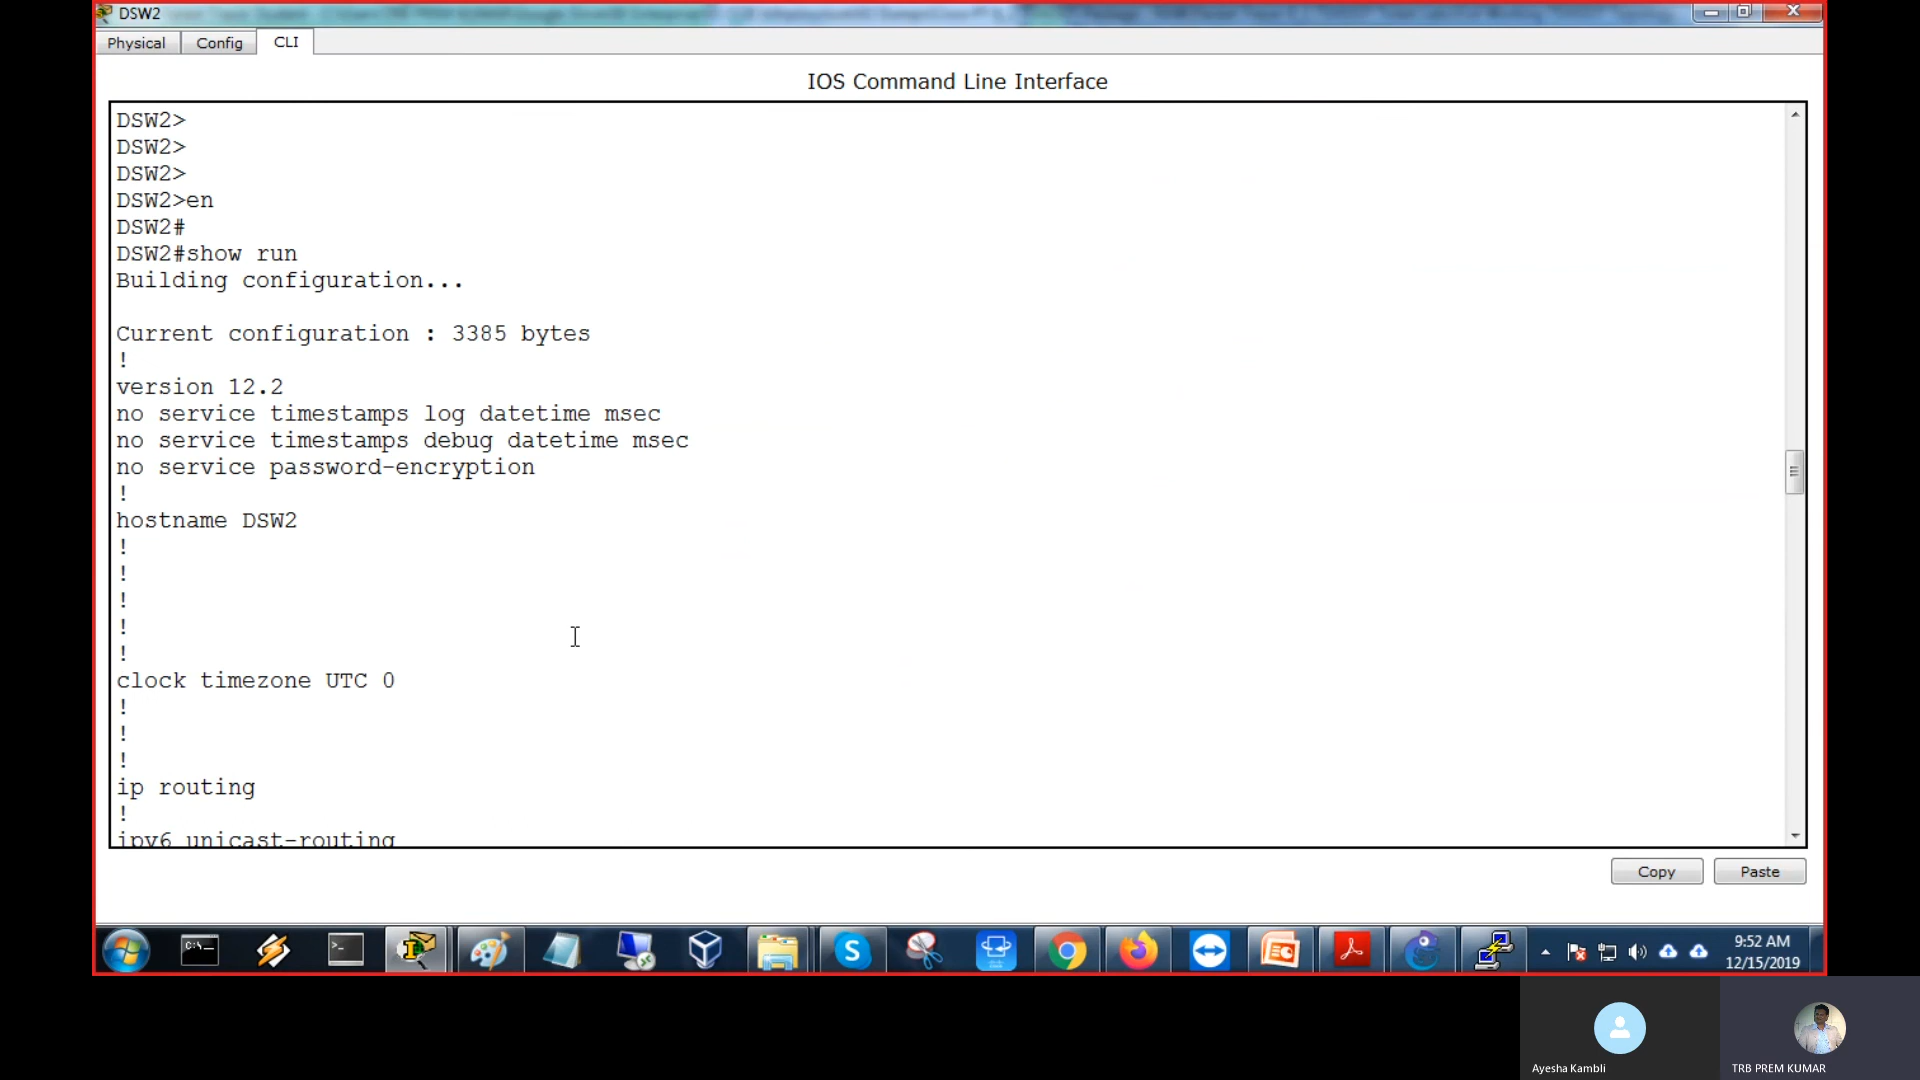 DSW2
Physical
Config
CLI
IOS Command Line Interface
DSW2>
DSW2>
DSW2>
DSW2>en
DSW2#
DSW2#show run
Building configuration...
Current configuration : 3385 bytes
!
version 12.2
no service timestamps log datetime msec
no service timestamps debug datetime msec
no service password-encryption
!
hostname DSW2
!
!
!
!
!
clock timezone UTC 0
!
!
!
ip routing
!
ipv6 unicast-routing
Copy
Paste
9:52 AM
12/15/2019
Ayesha Kambli
TRB PREM KUMAR